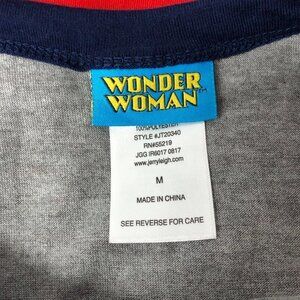 WONDER
WOMAN
100%POLYESTER
STYLE #JT20340
RN#55219
JGG IR6017 0817
www.jerryleigh.com
M
MADE IN CHINA
SEE REVERSE FOR CARE